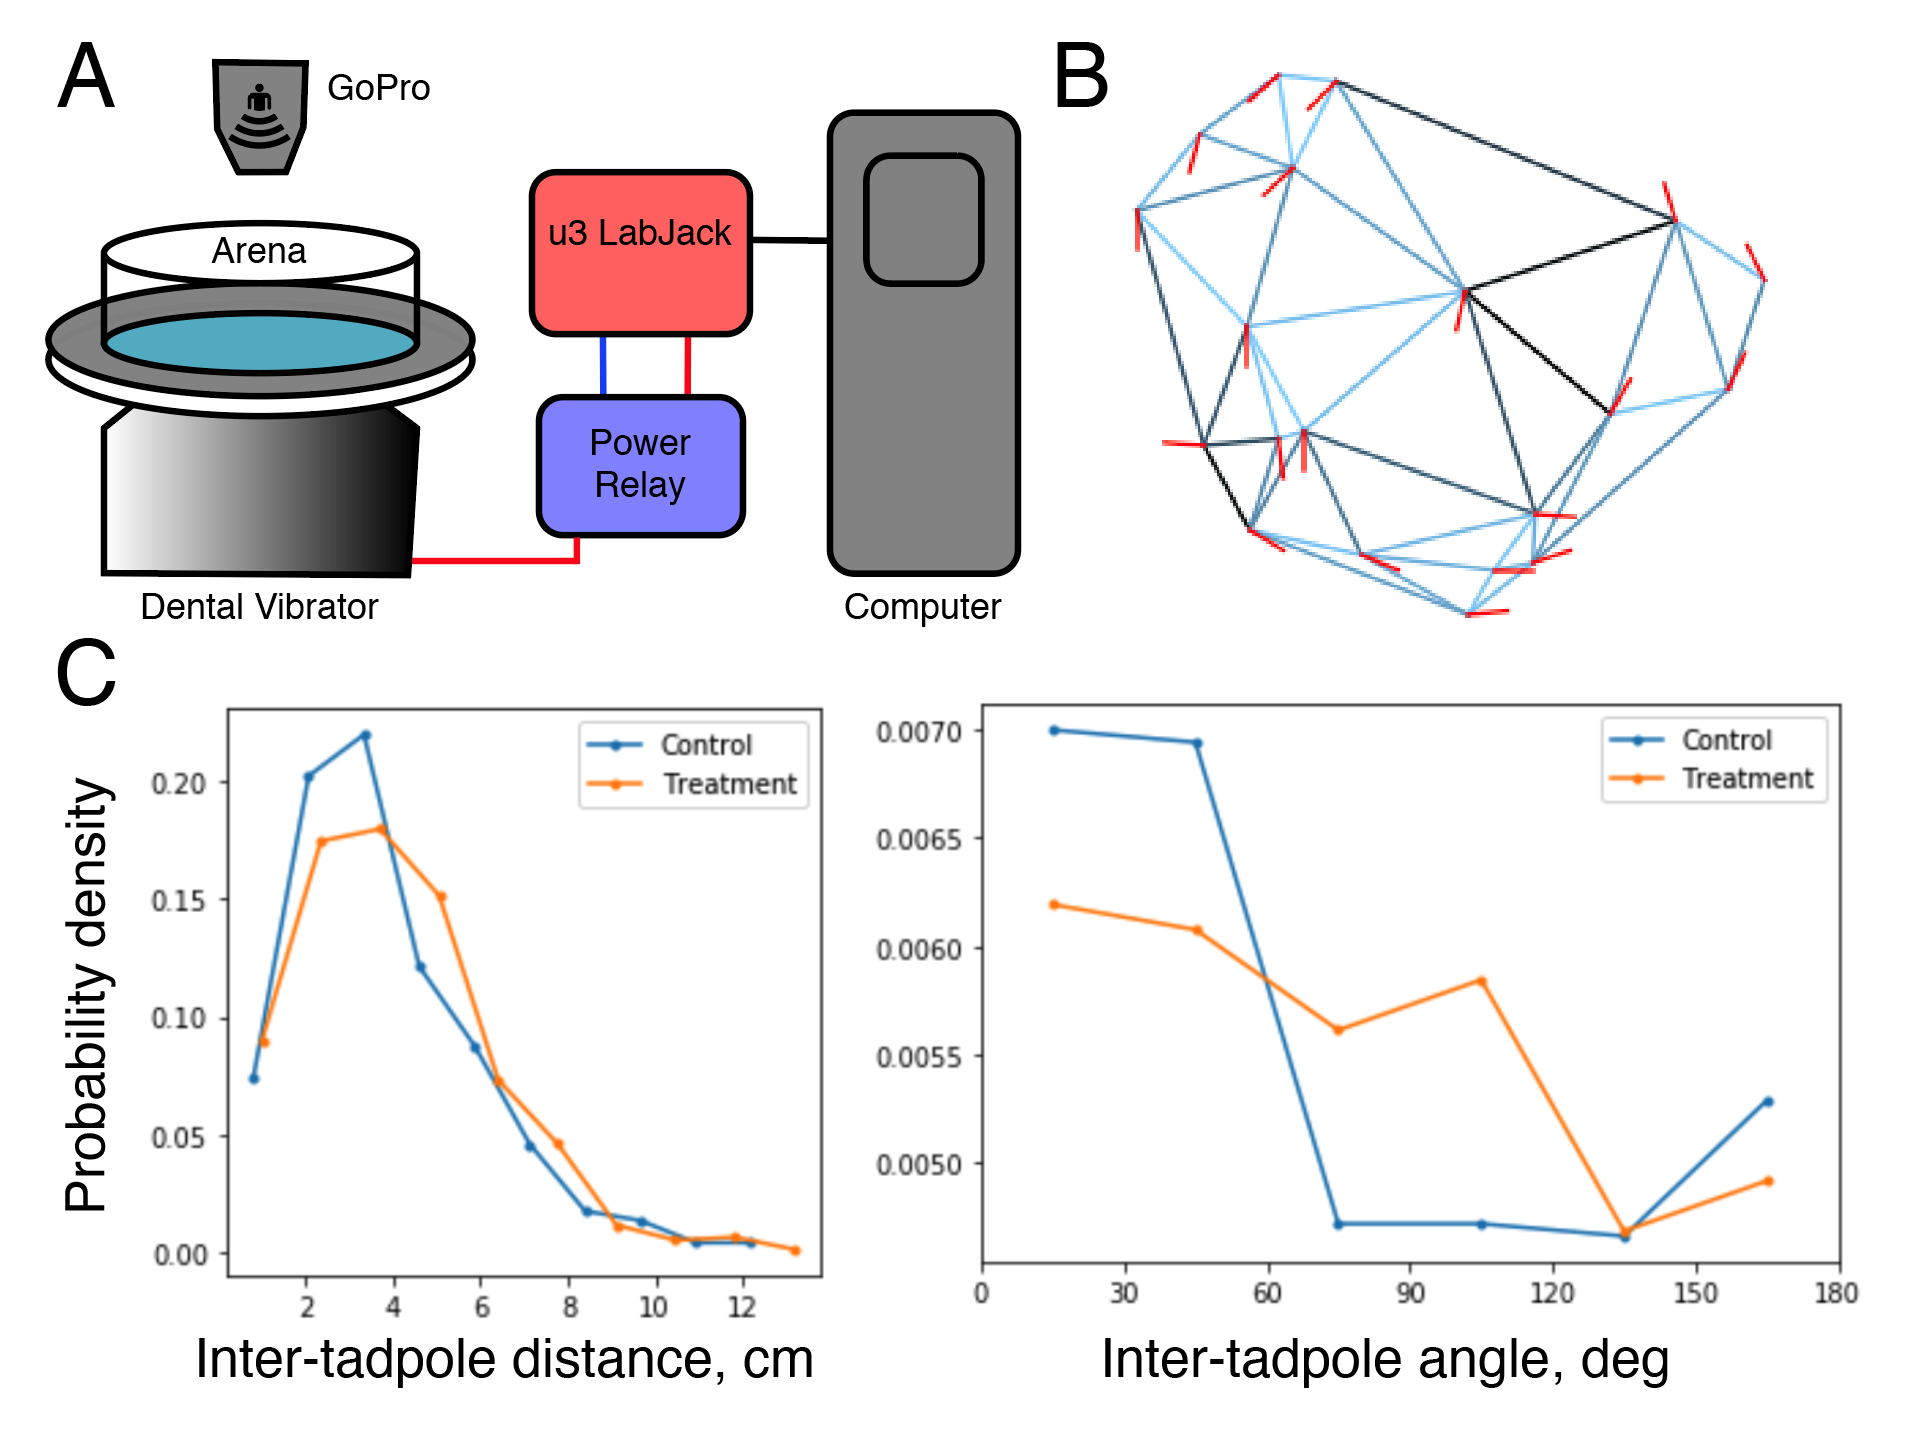 A
GoPro
Arena
u3 LabJack
Power
Relay
Dental Vibrator
Computer
B
C
Probability density
0.20
0.15
0.10
0.05
0.00
2 4 6 8 10 12
Inter-tadpole distance, cm
Control
Treatment
0.0070
0.0065
0.0060
0.0055
0.0050
0 30 60 90 120 150 180
Inter-tadpole angle, deg
Control
Treatment